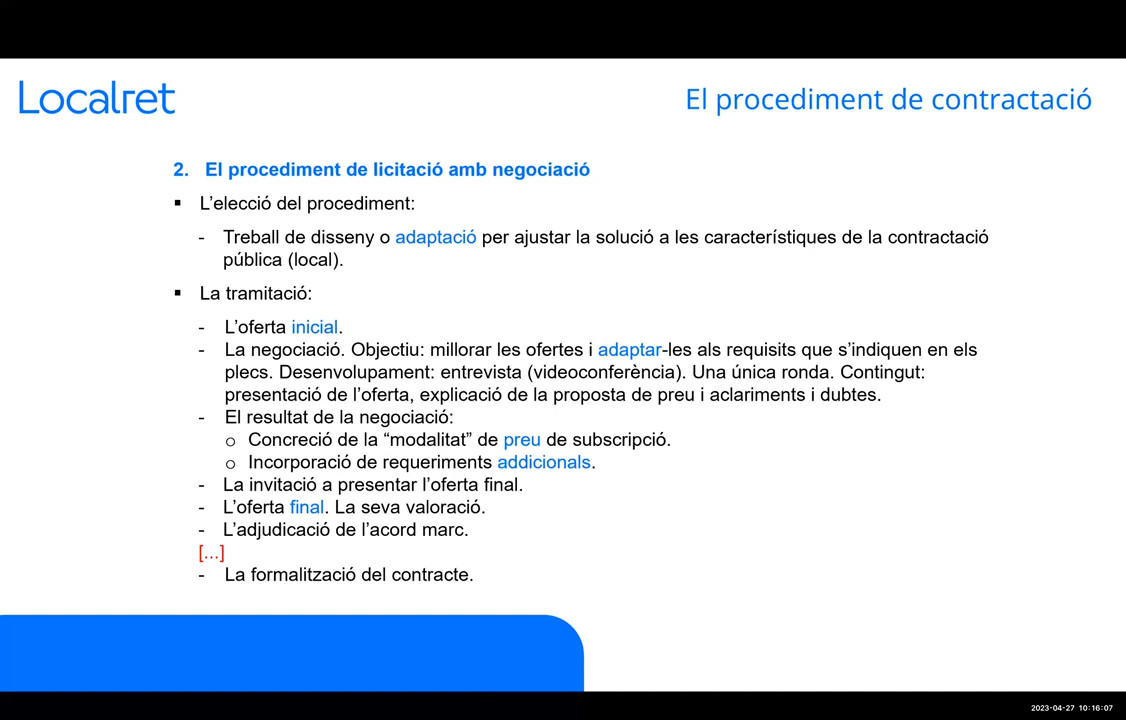 Localret
El procediment de contractació
2. El procediment de licitació amb negociació
▪ L’elecció del procediment:
- Treball de disseny o adaptació per ajustar la solució a les característiques de la contractació
pública (local).
▪ La tramitació:
- L’oferta inicial.
- La negociació. Objectiu: millorar les ofertes i adaptar-les als requisits que s’indiquen en els
plecs. Desenvolupament: entrevista (videoconferència). Una única ronda. Contingut:
presentació de l’oferta, explicació de la proposta de preu i aclariments i dubtes.
- El resultat de la negociació:
o Concreció de la “modalitat” de preu de subscripció.
o Incorporació de requeriments addicionals.
- La invitació a presentar l’oferta final.
- L’oferta final. La seva valoració.
- L’adjudicació de l’acord marc.
[...]
- La formalització del contracte.
2023-04-27 10:16:07